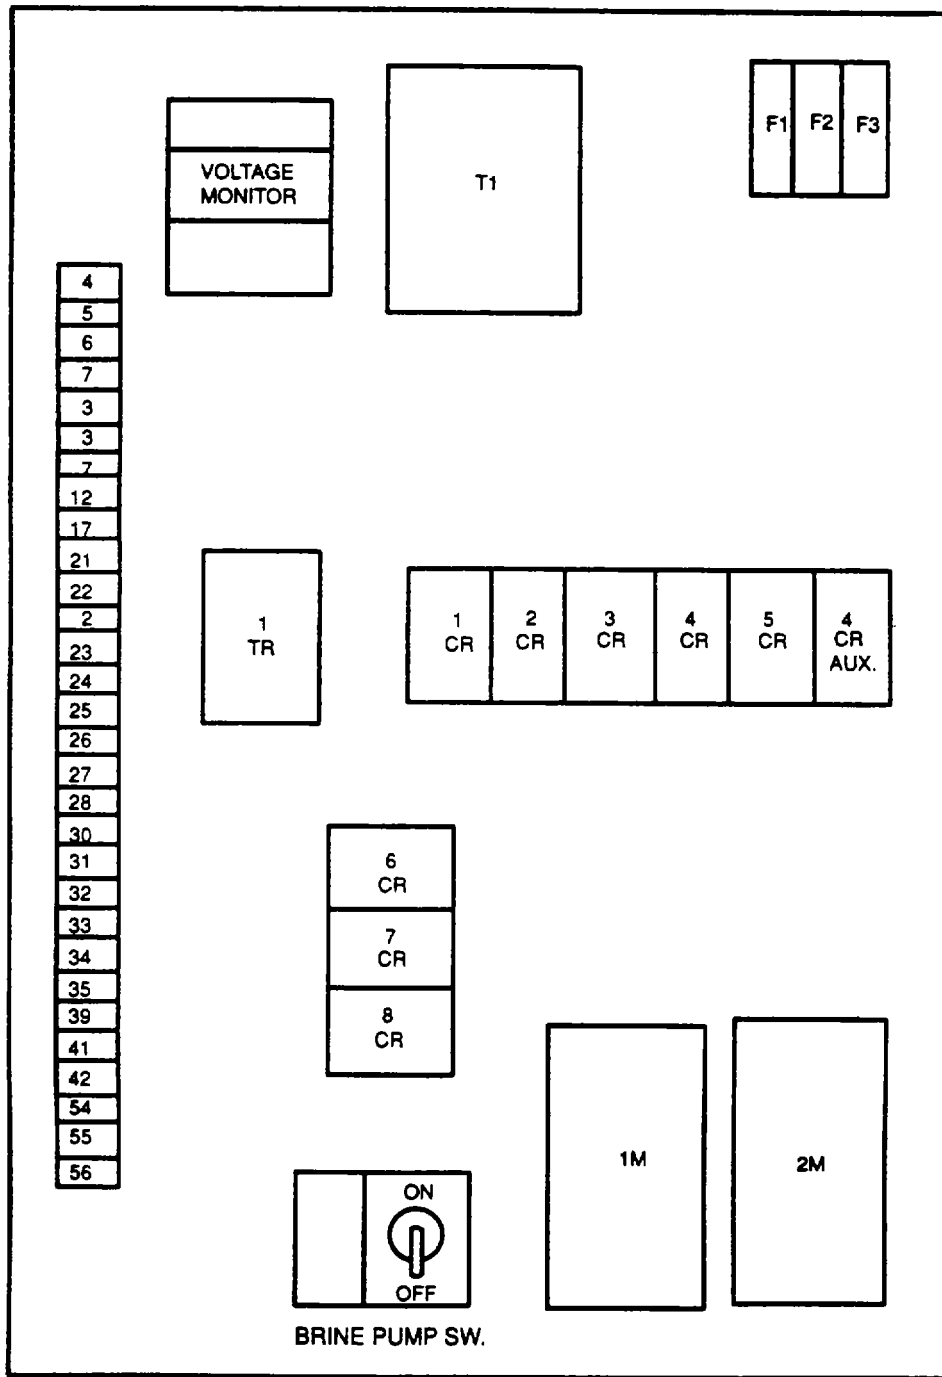 F1 F2 F3
VOLTAGE
MONITOR
T1
4
5
6
7
3
3
7
12
17
21
22
2
23
24
25
26
27
28
30
31
32
33
34
35
39
41
42
54
55
56
1
TR
1
CR
2
CR
3
CR
4
CR
5
CR
4
CR
AUX.
6
CR
7
CR
8
CR
1M
2M
ON
OFF
BRINE PUMP SW.